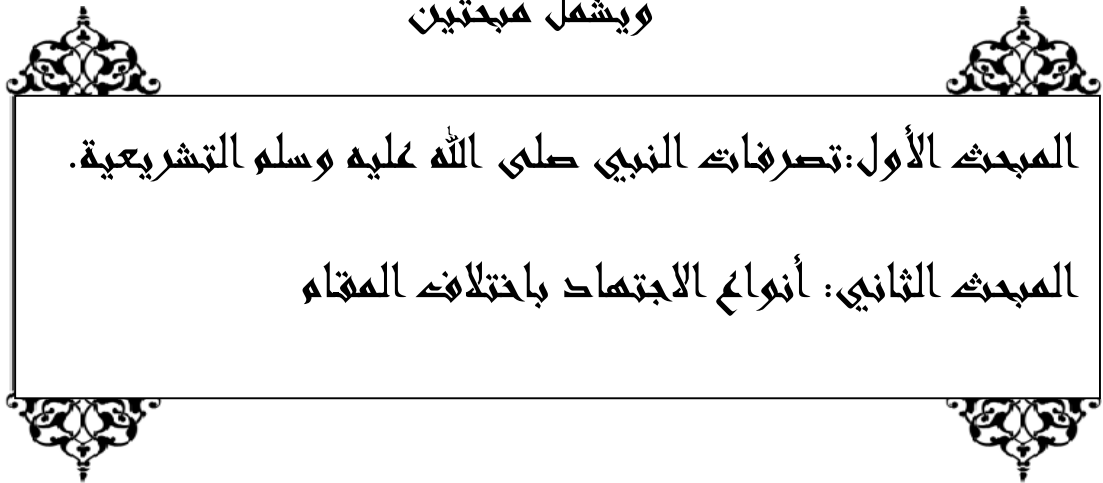 ويشمل مبحثين
المبحث الأول:تصرفات النبي صلى الله عليه وسلم التشريعية.
المبحث الثاني: أنواع الاجتهاد باختلاف المقام